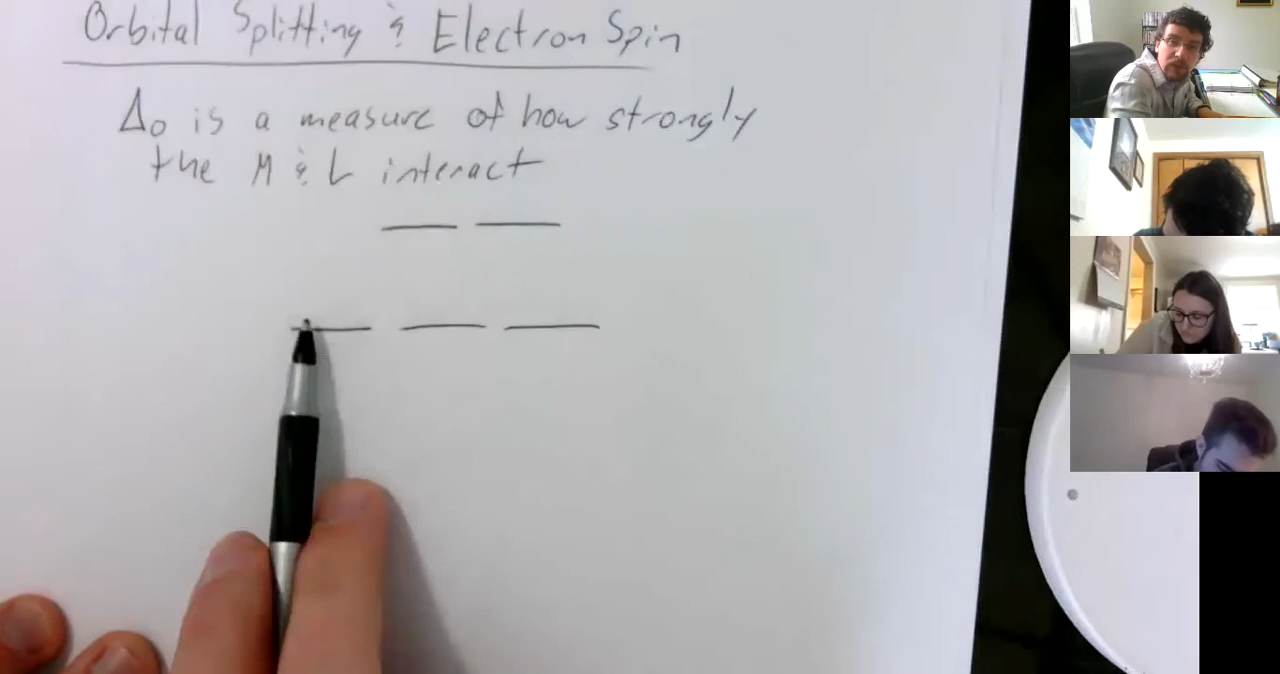 Orbital Splitting & Electron Spin
Δo is a measure of how strongly
the M & L interact